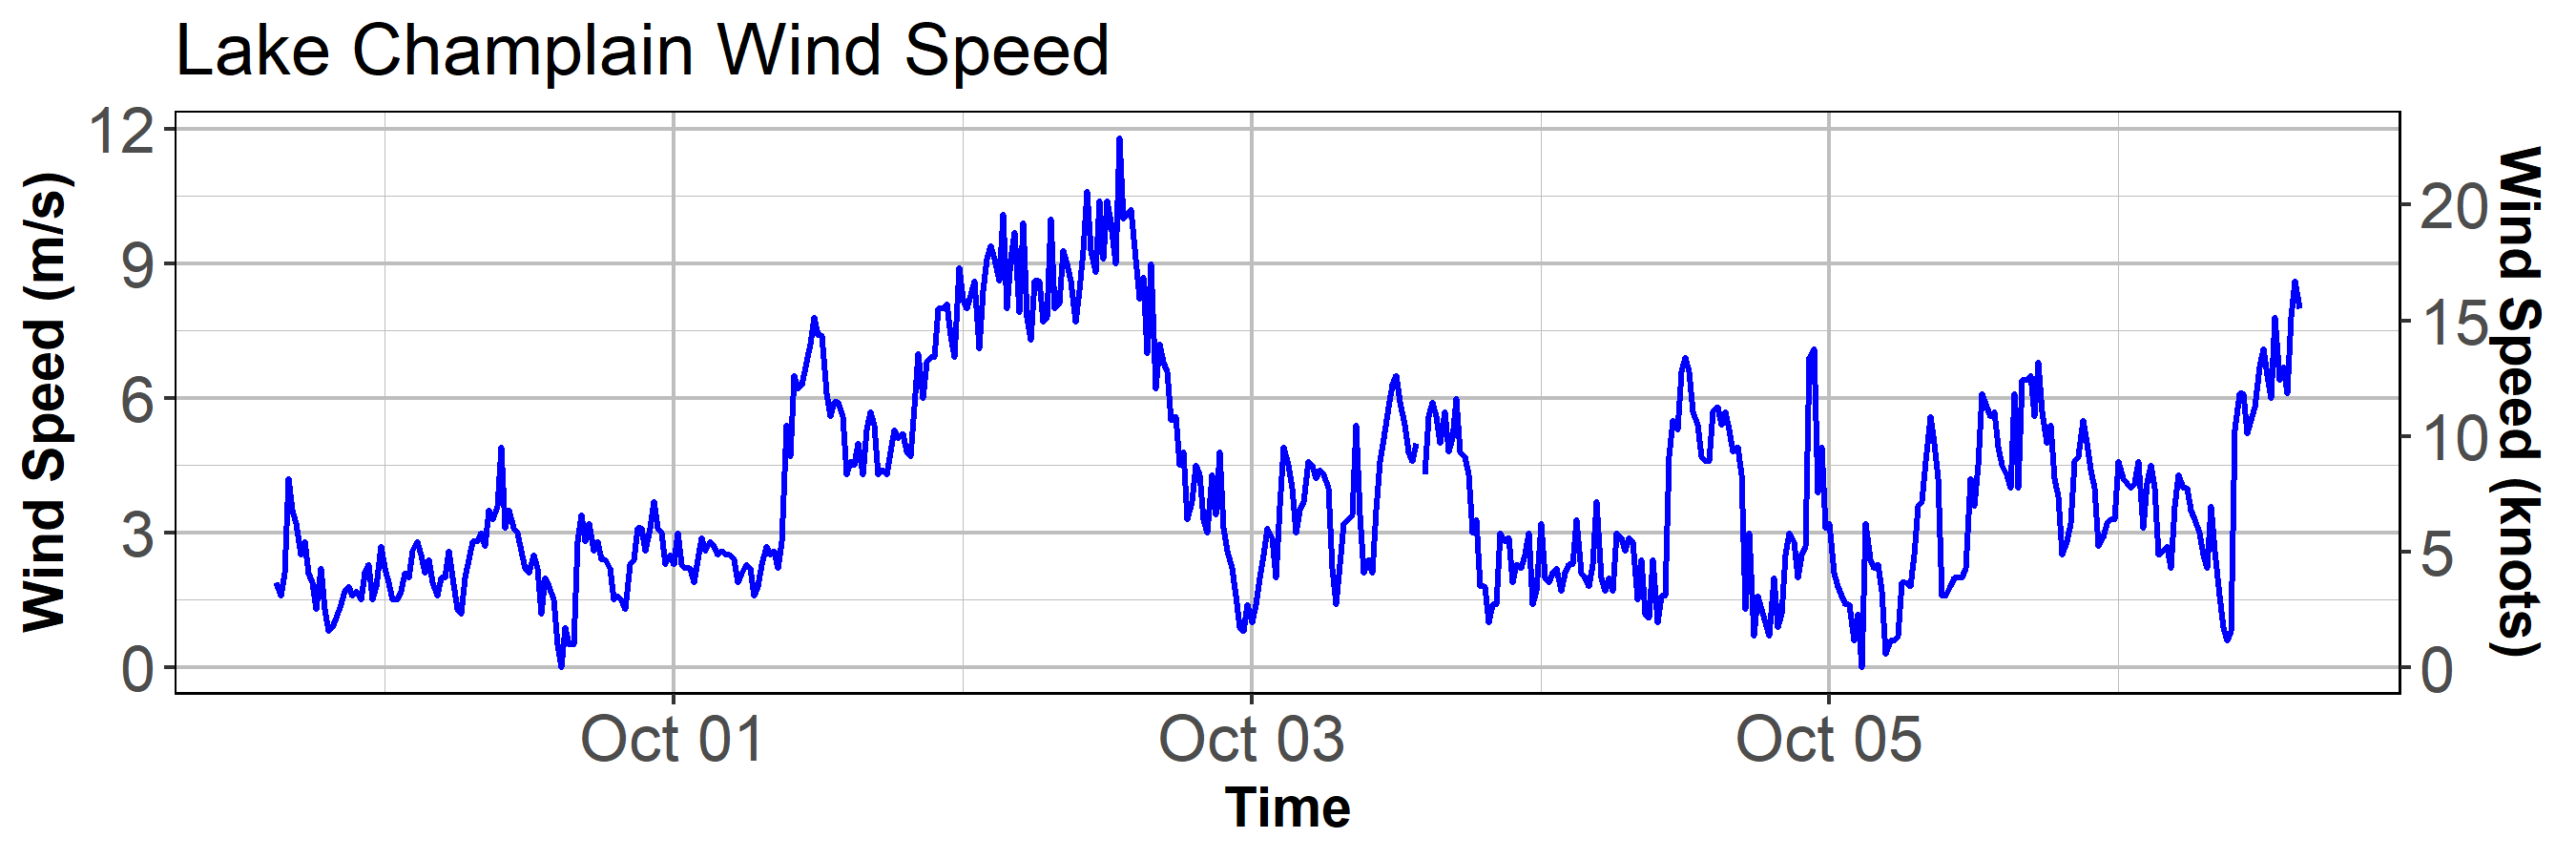 Lake Champlain Wind Speed
12
9
6
3
0
Wind Speed (m/s)
20
15
10
5
0
Wind Speed (knots)
Oct 01 Oct 03 Oct 05
Time